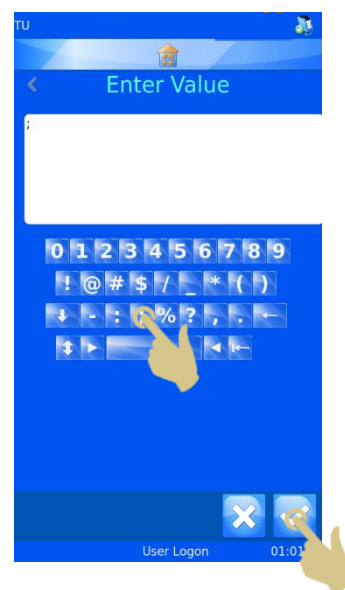 TU
Enter Value
;
0 1 2 3 4 5 6 7 8 9
! @ # $ / _ * ( )
- : ; % ? , .
User Logon 01:01